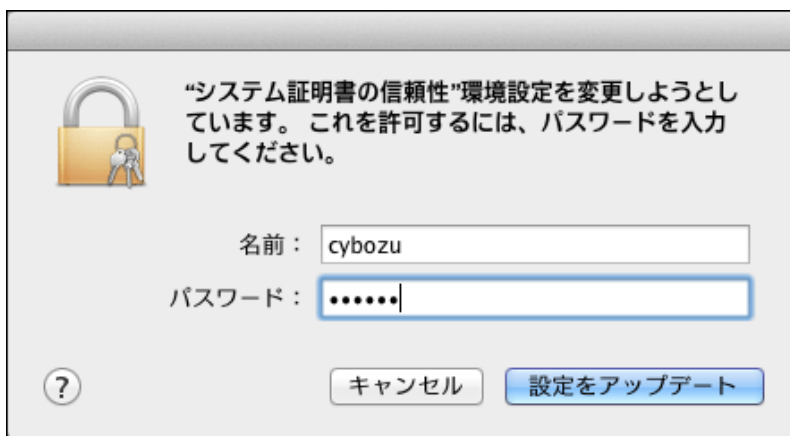 “システム証明書の信頼性”環境設定を変更しようとし
ています。 これを許可するには、パスワードを入力
してください。
名前： cybozu
パスワード： ••••••
? キャンセル 設定をアップデート